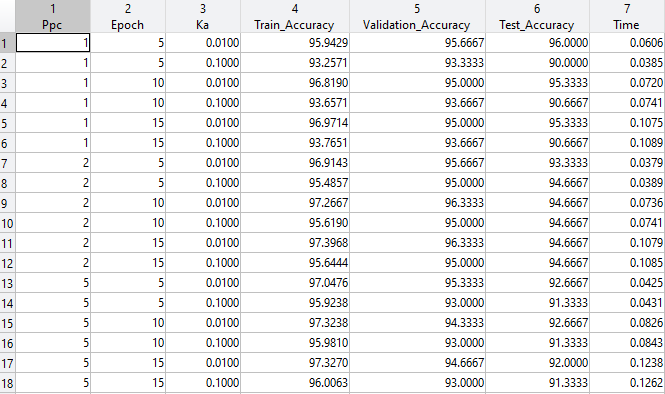 1 2 3 4 5 6 7
Ppc Epoch Ka Train_Accuracy Validation_Accuracy Test_Accuracy Time
1 1 5 0.0100 95.9429 95.6667 96.0000 0.0606
2 1 5 0.1000 93.2571 93.3333 90.0000 0.0385
3 1 10 0.0100 96.8190 95.0000 95.3333 0.0720
4 1 10 0.1000 93.6571 93.6667 90.6667 0.0741
5 1 15 0.0100 96.9714 95.0000 95.3333 0.1075
6 1 15 0.1000 93.7651 93.6667 90.6667 0.1089
7 2 5 0.0100 96.9143 95.6667 93.3333 0.0379
8 2 5 0.1000 95.4857 95.0000 94.6667 0.0389
9 2 10 0.0100 97.2667 96.3333 94.6667 0.0736
10 2 10 0.1000 95.6190 95.0000 94.6667 0.0741
11 2 15 0.0100 97.3968 96.3333 94.6667 0.1079
12 2 15 0.1000 95.6444 95.0000 94.6667 0.1085
13 5 5 0.0100 97.0476 95.3333 92.6667 0.0425
14 5 5 0.1000 95.9238 93.0000 91.3333 0.0431
15 5 10 0.0100 97.3238 94.3333 92.6667 0.0826
16 5 10 0.1000 95.9810 93.0000 91.3333 0.0843
17 5 15 0.0100 97.3270 94.6667 92.0000 0.1238
18 5 15 0.1000 96.0063 93.0000 91.3333 0.1262